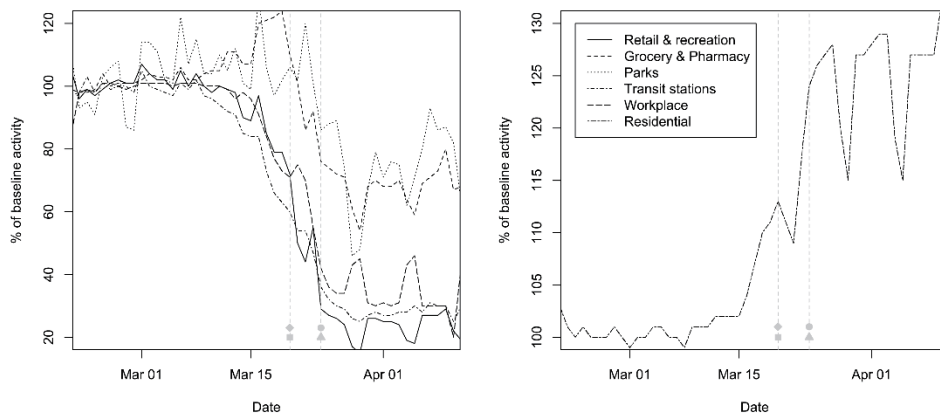 % of baseline activity
120
100
80
60
40
20
Mar 01
Mar 15
Apr 01
Date
% of baseline activity
130
125
120
115
110
105
100
Retail & recreation
Grocery & Pharmacy
Parks
Transit stations
Workplace
Residential
Mar 01
Mar 15
Apr 01
Date